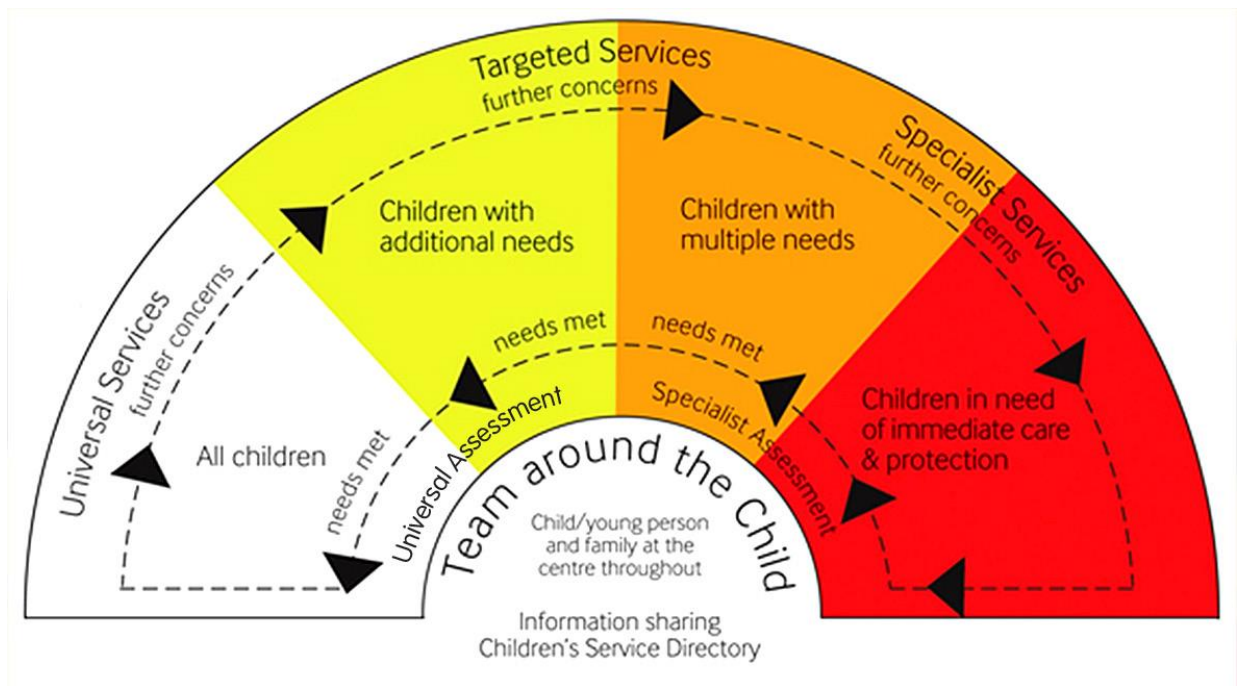 Universal Services
further concerns
All children
needs met
Universal Assessment
Targeted Services
further concerns
Children with
additional needs
needs met
Children with
multiple needs
needs met
Specialist Assessment
Specialist Services
further concerns
Children in need
of immediate care
& protection
Team around the Child
Child/young person
and family at the
centre throughout
Information sharing
Children's Service Directory